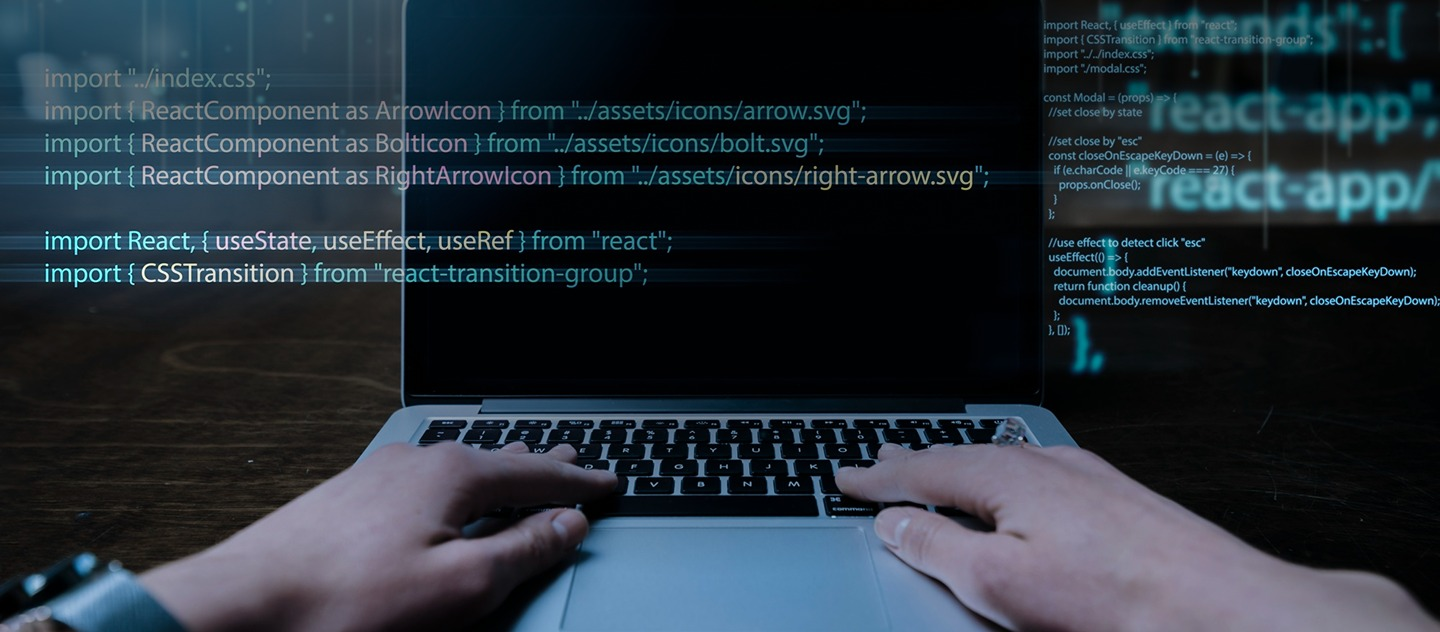 import "../index.css";
import { ReactComponent as ArrowIcon } from "../assets/icons/arrow.svg";
import { ReactComponent as BoltIcon } from "../assets/icons/bolt.svg";
import { ReactComponent as RightArrowIcon } from "../assets/icons/right-arrow.svg";
import React, { useState, useEffect, useRef } from "react";
import { CSSTransition } from "react-transition-group";
import React, { useEffect } from "react";
import { CSSTransition } from "react-transition-group";
import "../../index.css";
import "./modal.css";
const Modal = (props) => {
//set close by state
//set close by "esc"
const closeOnEscapeKeyDown = (e) => {
if (e.charCode || e.keyCode === 27) {
props.onClose();
}
};
//use effect to detect click "esc"
useEffect(() => {
document.body.addEventListener("keydown", closeOnEscapeKeyDown);
return function cleanup() {
document.body.removeEventListener("keydown", closeOnEscapeKeyDown);
};
}, []);
extends": [
"react-app",
"react-app/
},
W
D F G H J K L
V B N M
T Y U I O
⌘
command